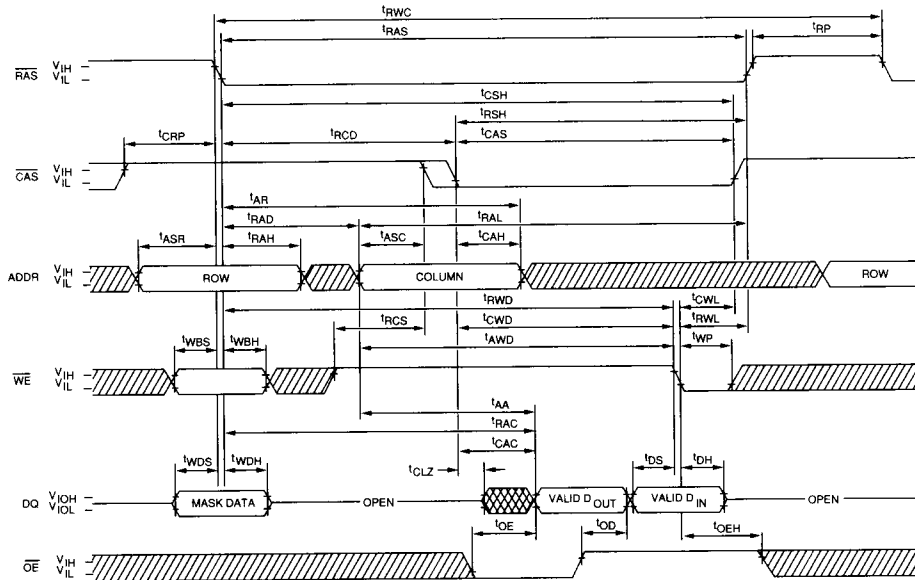 tRWC
tRAS
tRP
RAS VIH VIL
tCSH
tRSH
tCRP
tRCD
tCAS
CAS VIH VIL
tAR
tRAD
tRAL
tASR
tRAH
tASC
tCAH
ADDR VIH VIL
ROW
COLUMN
ROW
tRWD
tCWL
tRCS
tCWD
tRWL
tWBS
tWBH
tAWD
tWP
WE VIH VIL
tAA
tRAC
tCAC
tWDS
tWDH
tCLZ
tDS
tDH
DQ VIOH VIOL
MASK DATA
OPEN
VALID DOUT
VALID DIN
OPEN
tOE
tOD
tOEH
OE VIH VIL